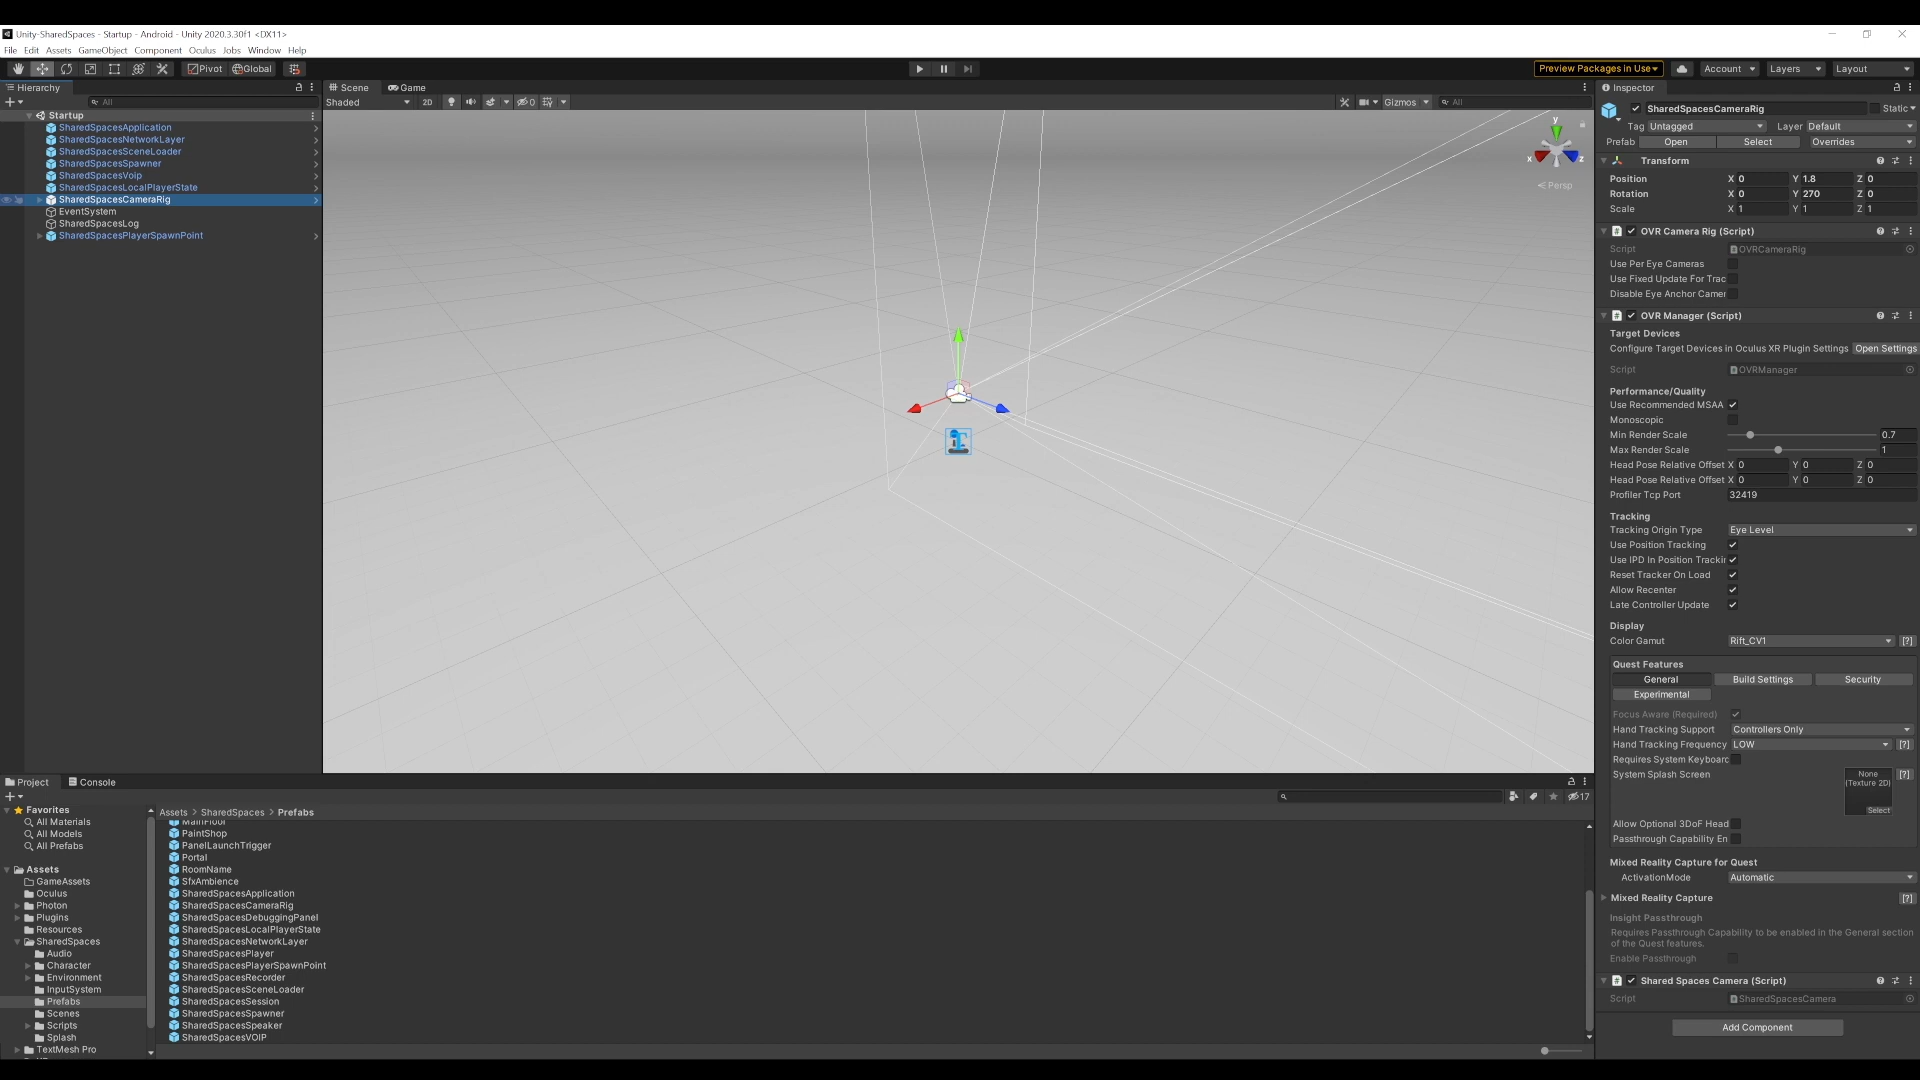 Unity-SharedSpaces - Startup - Android - Unity 2020.3.30f1 <DX11>
File Edit Assets GameObject Component Oculus Jobs Window Help
Pivot Global Preview Packages in Use Account Layers Layout
Hierarchy Scene Game Inspector
All Shaded 2D 0 Gizmos All
Startup
SharedSpacesApplication
SharedSpacesNetworkLayer
SharedSpacesSceneLoader
SharedSpacesSpawner
SharedSpacesVoip
SharedSpacesLocalPlayerState
SharedSpacesCameraRig
EventSystem
SharedSpacesLog
SharedSpacesPlayerSpawnPoint
y
x z
Persp
SharedSpacesCameraRig Static
Tag Untagged Layer Default
Prefab Open Select Overrides
Transform
Position X 0 Y 1.8 Z 0
Rotation X 0 Y 270 Z 0
Scale X 1 Y 1 Z 1
OVR Camera Rig (Script)
Script OVRCameraRig
Use Per Eye Cameras
Use Fixed Update For Trac
Disable Eye Anchor Camer
OVR Manager (Script)
Target Devices
Configure Target Devices in Oculus XR Plugin Settings Open Settings
Script OVRManager
Performance/Quality
Use Recommended MSAA
Monoscopic
Min Render Scale 0.7
Max Render Scale 1
Head Pose Relative Offset X 0 Y 0 Z 0
Head Pose Relative Offset X 0 Y 0 Z 0
Profiler Tcp Port 32419
Tracking
Tracking Origin Type Eye Level
Use Position Tracking
Use IPD In Position Trackin
Reset Tracker On Load
Allow Recenter
Late Controller Update
Display
Color Gamut Rift_CV1 [?]
Quest Features
General Build Settings Security
Experimental
Focus Aware (Required)
Hand Tracking Support Controllers Only
Hand Tracking Frequency LOW [?]
Requires System Keyboarc
System Splash Screen None [?]
(Texture 2D)
Select
Allow Optional 3DoF Head
Passthrough Capability En
Mixed Reality Capture for Quest
ActivationMode Automatic
Mixed Reality Capture [?]
Insight Passthrough
Requires Passthrough Capability to be enabled in the General section
of the Quest features.
Enable Passthrough
Shared Spaces Camera (Script)
Script SharedSpacesCamera
Add Component
Project Console
17
Favorites
All Materials
All Models
All Prefabs
Assets
GameAssets
Oculus
Photon
Plugins
Resources
SharedSpaces
Audio
Character
Environment
InputSystem
Prefabs
Scenes
Scripts
Splash
TextMesh Pro
Assets > SharedSpaces > Prefabs
MainFloor
PaintShop
PanelLaunchTrigger
Portal
RoomName
SfxAmbience
SharedSpacesApplication
SharedSpacesCameraRig
SharedSpacesDebuggingPanel
SharedSpacesLocalPlayerState
SharedSpacesNetworkLayer
SharedSpacesPlayer
SharedSpacesPlayerSpawnPoint
SharedSpacesRecorder
SharedSpacesSceneLoader
SharedSpacesSession
SharedSpacesSpawner
SharedSpacesSpeaker
SharedSpacesVOIP